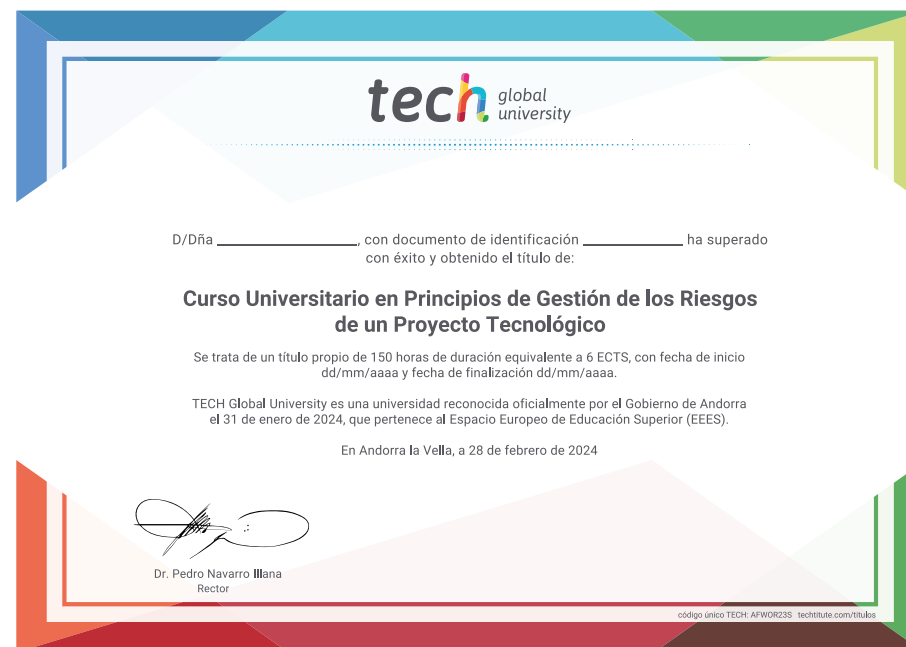 tech global university
D/Dña ____________________, con documento de identificación ______________ ha superado
con éxito y obtenido el título de:
Curso Universitario en Principios de Gestión de los Riesgos
de un Proyecto Tecnológico
Se trata de un título propio de 150 horas de duración equivalente a 6 ECTS, con fecha de inicio
dd/mm/aaaa y fecha de finalización dd/mm/aaaa.
TECH Global University es una universidad reconocida oficialmente por el Gobierno de Andorra
el 31 de enero de 2024, que pertenece al Espacio Europeo de Educación Superior (EEES).
En Andorra la Vella, a 28 de febrero de 2024
Dr. Pedro Navarro Illana
Rector
código único TECH: AFWOR23S techtitute.com/titulos